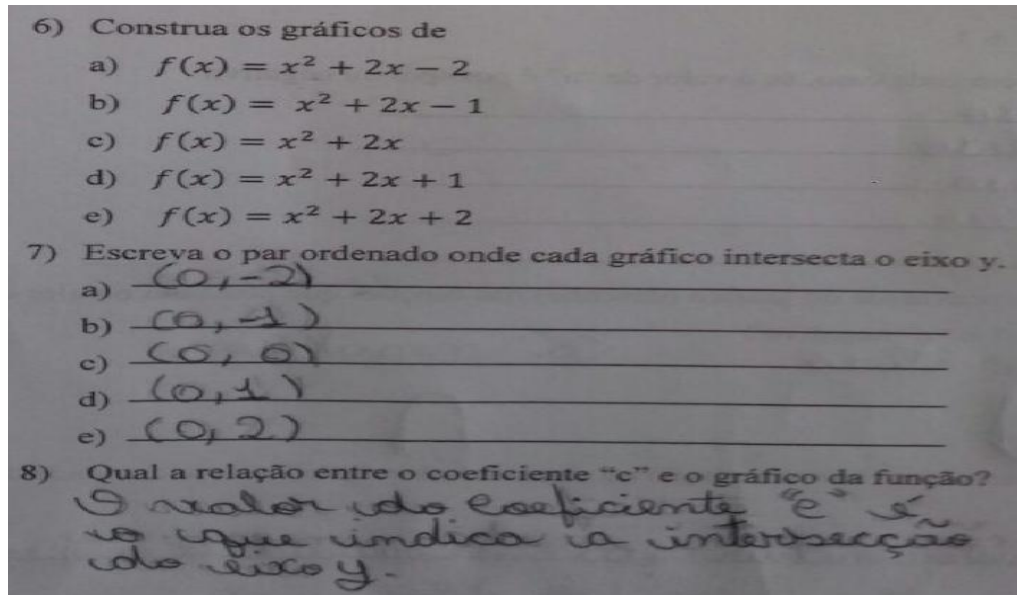 6) Construa os gráficos de
a) f(x) = x² + 2x − 2
b) f(x) = x² + 2x − 1
c) f(x) = x² + 2x
d) f(x) = x² + 2x + 1
e) f(x) = x² + 2x + 2
7) Escreva o par ordenado onde cada gráfico intersecta o eixo y.
a) (0,-2)
b) (0,-1)
c) (0,0)
d) (0,1)
e) (0,2)
8) Qual a relação entre o coeficiente “c” e o gráfico da função?
O valor do coeficiente "c" é
o que indica a intersecção
do eixo y.